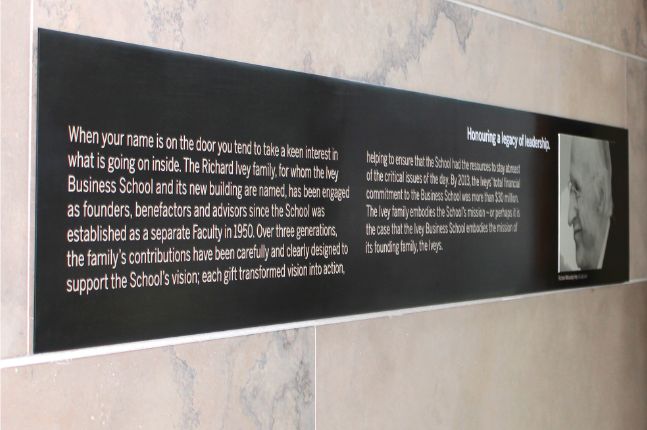 Honouring a legacy of leadership.
When your name is on the door you tend to take a keen interest in
what is going on inside. The Richard Ivey family, for whom the Ivey
Business School and its new building are named, has been engaged
as founders, benefactors and advisors since the School was
established as a separate Faculty in 1950. Over three generations,
the family's contributions have been carefully and clearly designed to
support the School's vision; each gift transformed vision into action,
helping to ensure that the School had the resources to stay abreast
of the critical issues of the day. By 2013, the Iveys' total financial
commitment to the Business School was more than $30 million.
The Ivey family embodies the School's mission – or perhaps it is
the case that the Ivey Business School embodies the mission of
its founding family, the Iveys.